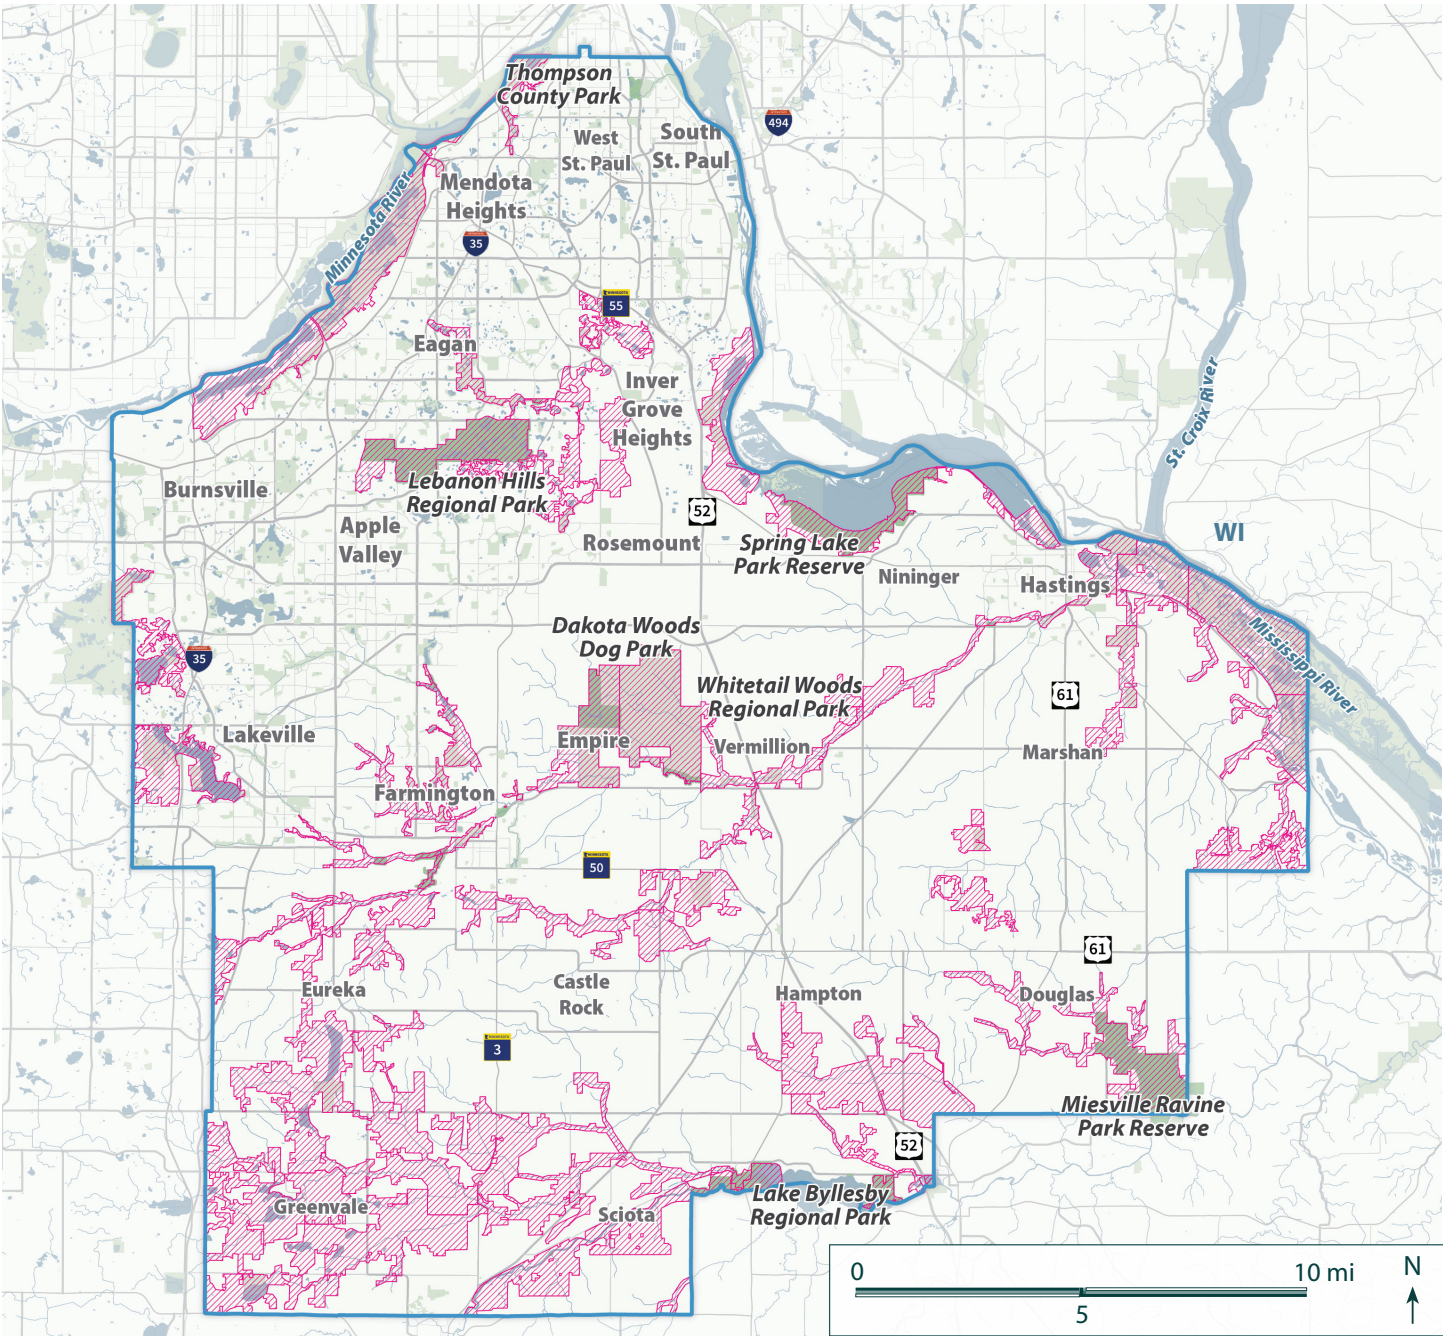 Thompson
County Park
494
West
St. Paul
South
St. Paul
Mendota
Heights
Minnesota River
35
MINNESOTA
55
Eagan
Inver
Grove
Heights
St. Croix River
Lebanon Hills
Regional Park
Burnsville
Apple
Valley
52
Rosemount
Spring Lake
Park Reserve
WI
Nininger
Hastings
Dakota Woods
Dog Park
Mississippi River
35
Whitetail Woods
Regional Park
61
Lakeville
Empire
Vermillion
Marshan
Farmington
MINNESOTA
50
61
Eureka
Castle
Rock
Hampton
Douglas
MINNESOTA
3
Miesville Ravine
Park Reserve
52
Greenvale
Sciota
Lake Byllesby
Regional Park
0
10 mi
5
N